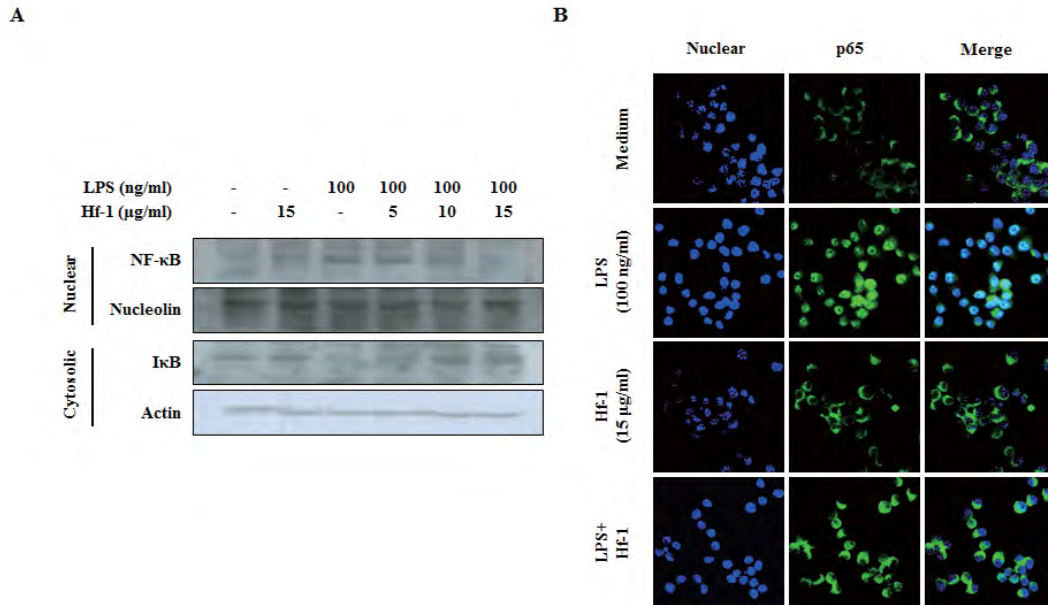 A
LPS (ng/ml) - - 100 100 100 100
Hf-1 (µg/ml) - 15 - 5 10 15
Nuclear
NF-κB
Nucleolin
Cytosolic
IκB
Actin
B
Nuclear p65 Merge
Medium
LPS
(100 ng/ml)
Hf-1
(15 µg/ml)
LPS+
Hf-1